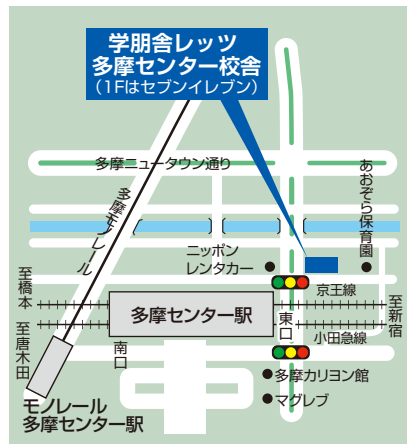 学朋舎レッツ
多摩センター校舎
(1Fはセブンイレブン)
多摩ニュータウン通り
多摩モノレール
あおぞら保育園
ニッポン
レンタカー
京王線
至橋本
至唐木田
多摩センター駅
東口
至新宿
小田急線
南口
多摩カリヨン館
マグレブ
モノレール
多摩センター駅